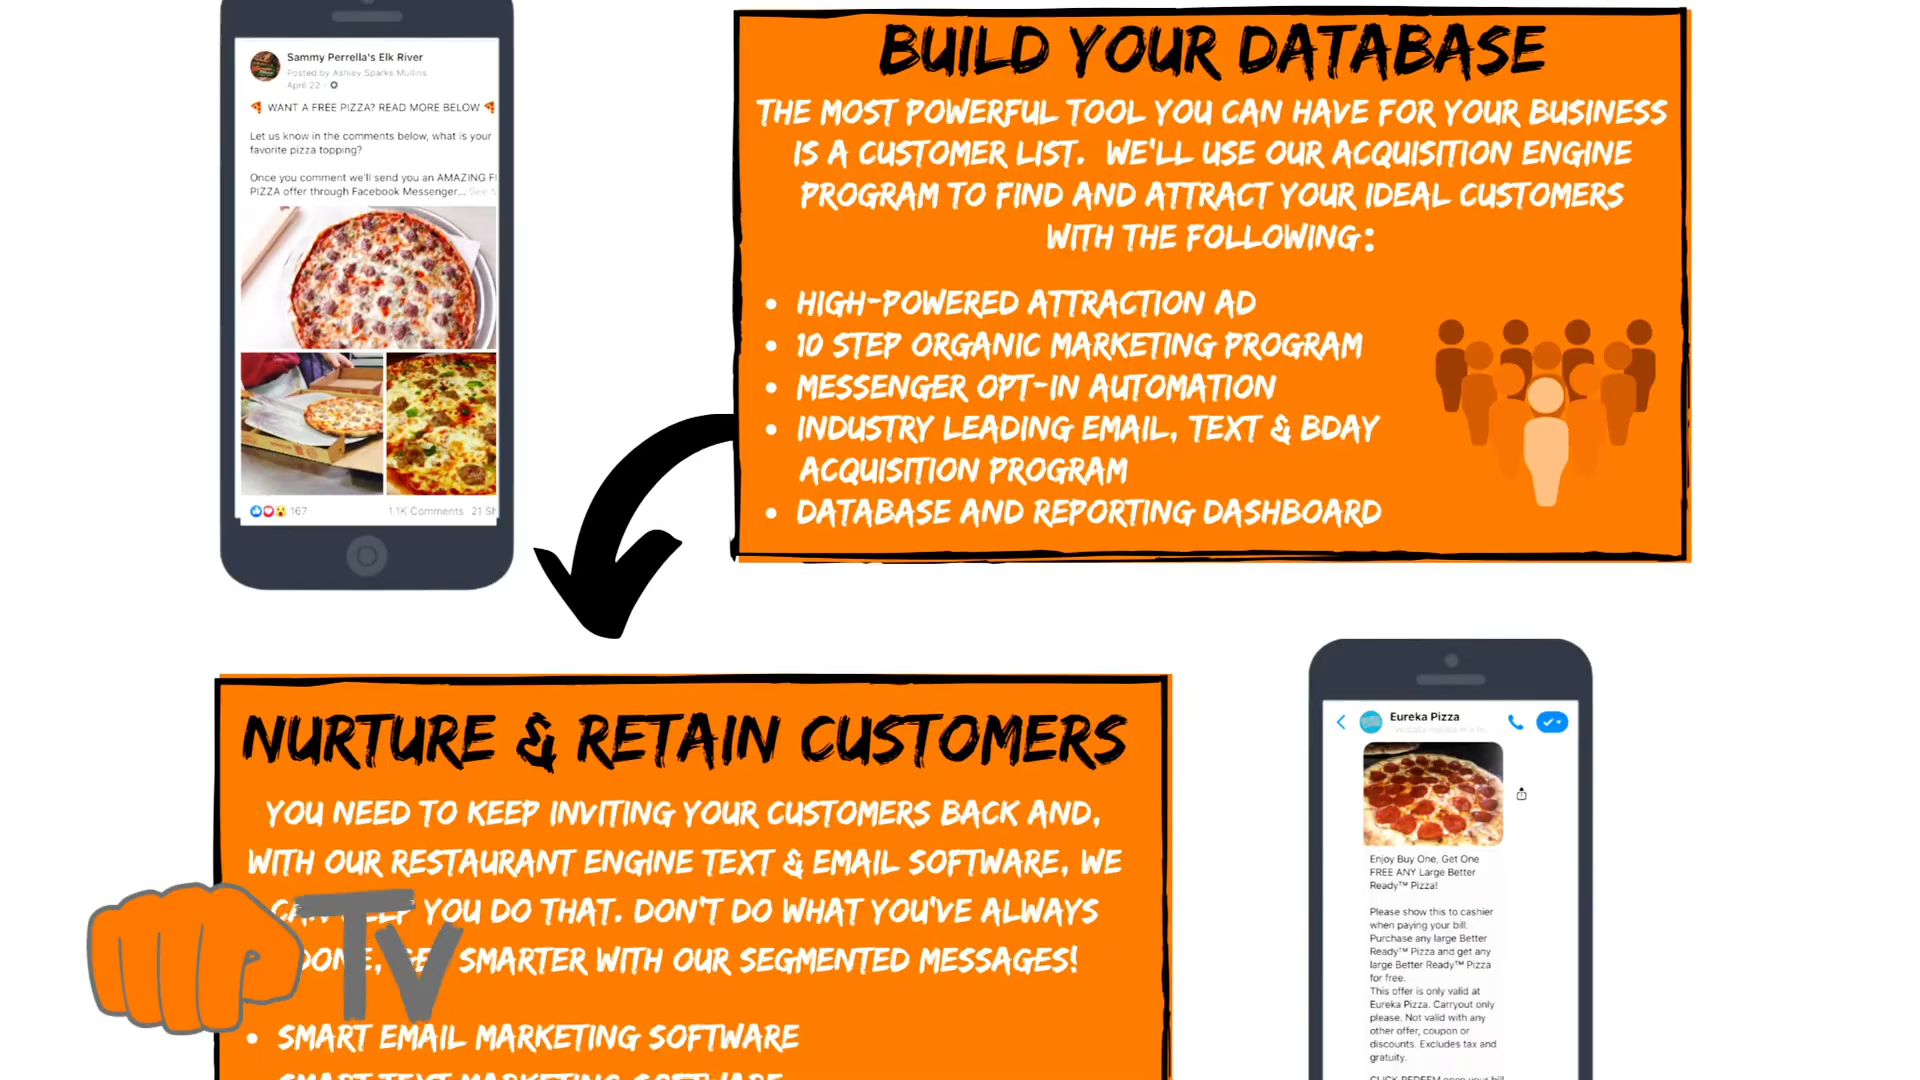 Sammy Perrella's Elk River
Posted by Ashley Sparks Mullins
April 22
WANT A FREE PIZZA? READ MORE BELOW
Let us know in the comments below, what is your
favorite pizza topping?
Once you comment we'll send you an AMAZING
PIZZA offer through Facebook Messenger...
167
1.1K Comments 21
BUILD YOUR DATABASE
THE MOST POWERFUL TOOL YOU CAN HAVE FOR YOUR BUSINESS
IS A CUSTOMER LIST. WE'LL USE OUR ACQUISITION ENGINE
PROGRAM TO FIND AND ATTRACT YOUR IDEAL CUSTOMERS
WITH THE FOLLOWING:
• HIGH-POWERED ATTRACTION AD
• 10 STEP ORGANIC MARKETING PROGRAM
• MESSENGER OPT-IN AUTOMATION
• INDUSTRY LEADING EMAIL, TEXT & BDAY
ACQUISITION PROGRAM
• DATABASE AND REPORTING DASHBOARD
NURTURE & RETAIN CUSTOMERS
YOU NEED TO KEEP INVITING YOUR CUSTOMERS BACK AND,
WITH OUR RESTAURANT ENGINE TEXT & EMAIL SOFTWARE, WE
YOU DO THAT. DON'T DO WHAT YOU'VE ALWAYS
SMARTER WITH OUR SEGMENTED MESSAGES!
• SMART EMAIL MARKETING SOFTWARE
SMART TEXT MARKETING SOFTWARE
TV
Eureka Pizza
Enjoy Buy One, Get One
FREE ANY Large Better
Ready™ Pizza!
Please show this to cashier
when paying your bill.
Purchase any large Better
Ready™ Pizza and get any
large Better Ready™ Pizza
for free.
This offer is only valid at
Eureka Pizza. Carryout only
please. Not valid with any
other offer, coupon or
discounts. Excludes tax and
gratuity.
CLICK REDEEM once your bill